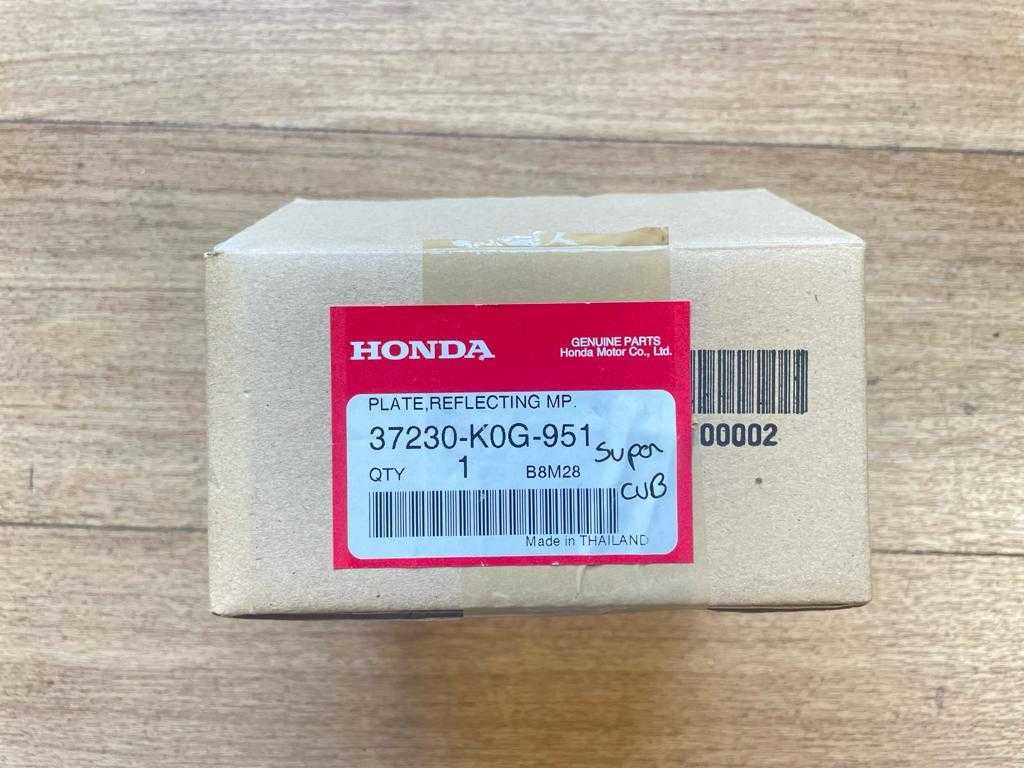 HONDA
GENUINE PARTS
Honda Motor Co., Ltd.
PLATE,REFLECTING MP.
37230-K0G-951
Super
CUB
QTY 1 B8M28
Made in THAILAND
00002